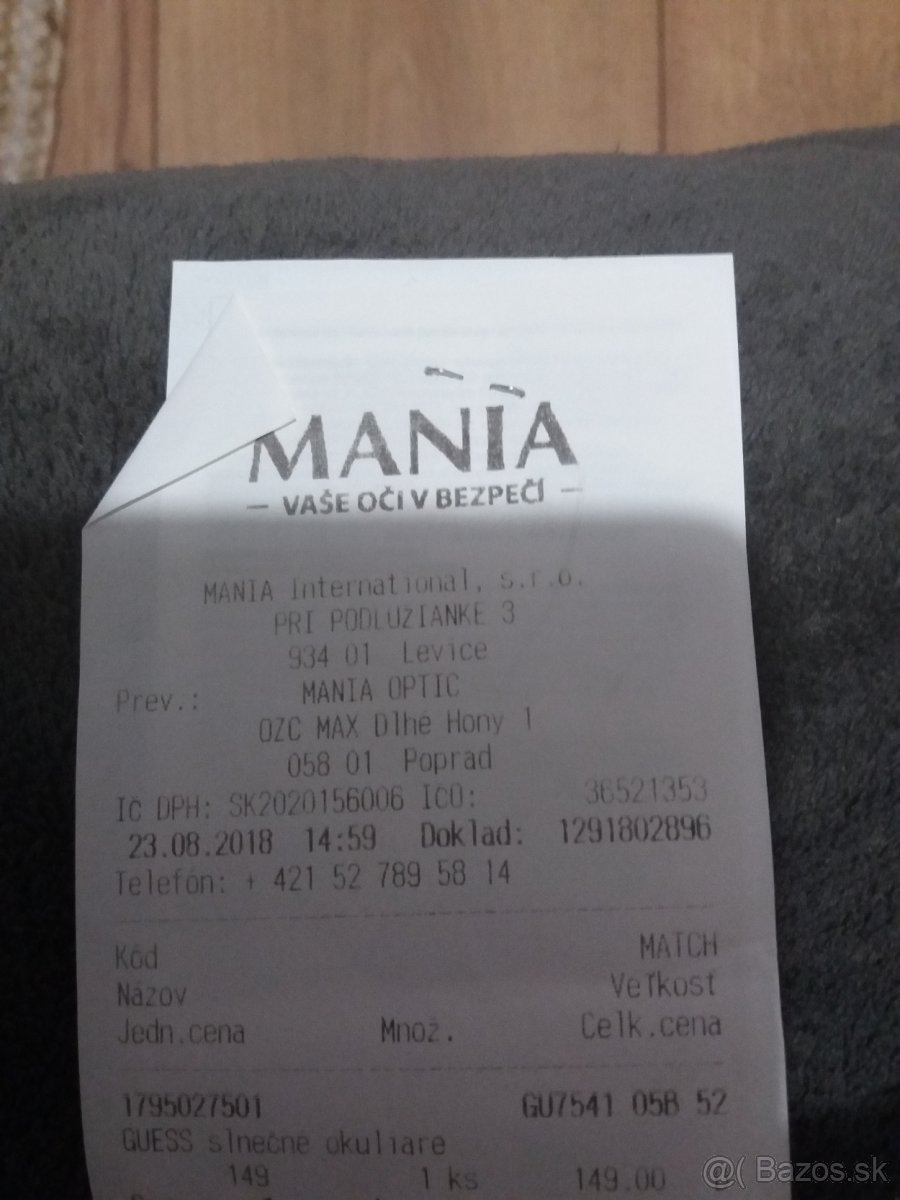 MANIA
– VAŠE OČI V BEZPEČÍ –
MANIA International, s.r.o.
PRI PODLUŽIANKE 3
934 01 Levice
Prev.: MANIA OPTIC
OZC MAX Dlhé Hony 1
058 01 Poprad
IČ DPH: SK2020156006 ICO: 36521353
23.08.2018 14:59 Doklad: 1291802896
Telefón: + 421 52 789 58 14
Kód MATCH
Názov Veľkosť
Jedn.cena Množ. Celk.cena
1795027501 GU7541 05B 52
GUESS slnečné okuliare
149 1 ks 149.00
@( Bazos.sk